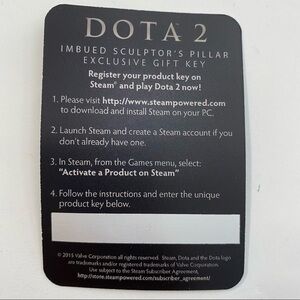 DOTA 2
IMBUED SCULPTOR'S PILLAR
EXCLUSIVE GIFT KEY
Register your product key on
Steam® and play Dota 2 now!
1. Please visit http://www.steampowered.com
to download and install Steam on your PC.
2. Launch Steam and create a Steam account if you
don't already have one.
3. In Steam, from the Games menu, select:
"Activate a Product on Steam"
4. Follow the instructions and enter the unique
product key below.
© 2015 Valve Corporation all rights reserved. Steam, Dota and the Dota logo
are trademarks and/or registered trademarks of Valve Corporation.
Use subject to the Steam Subscriber Agreement,
http://store.steampowered.com/subscriber_agreement/